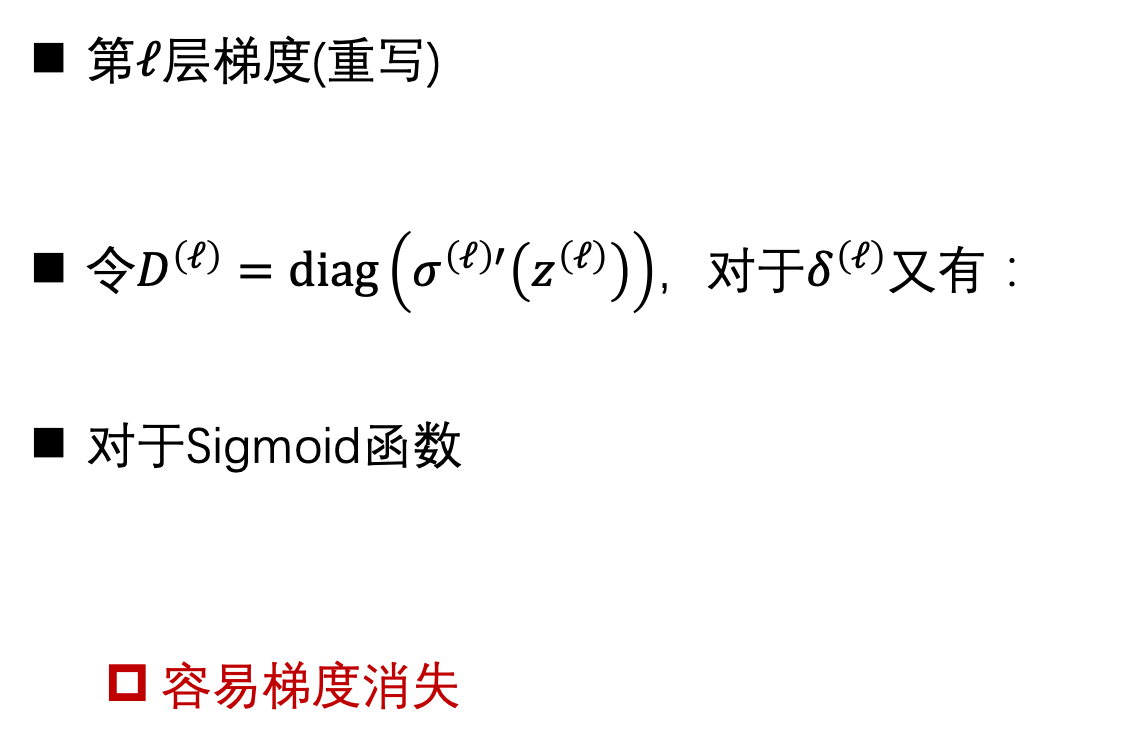 第ℓ层梯度(重写)
令D^(ℓ) = diag(σ^(ℓ)′(z^(ℓ))), 对于δ^(ℓ)又有：
对于Sigmoid函数
容易梯度消失